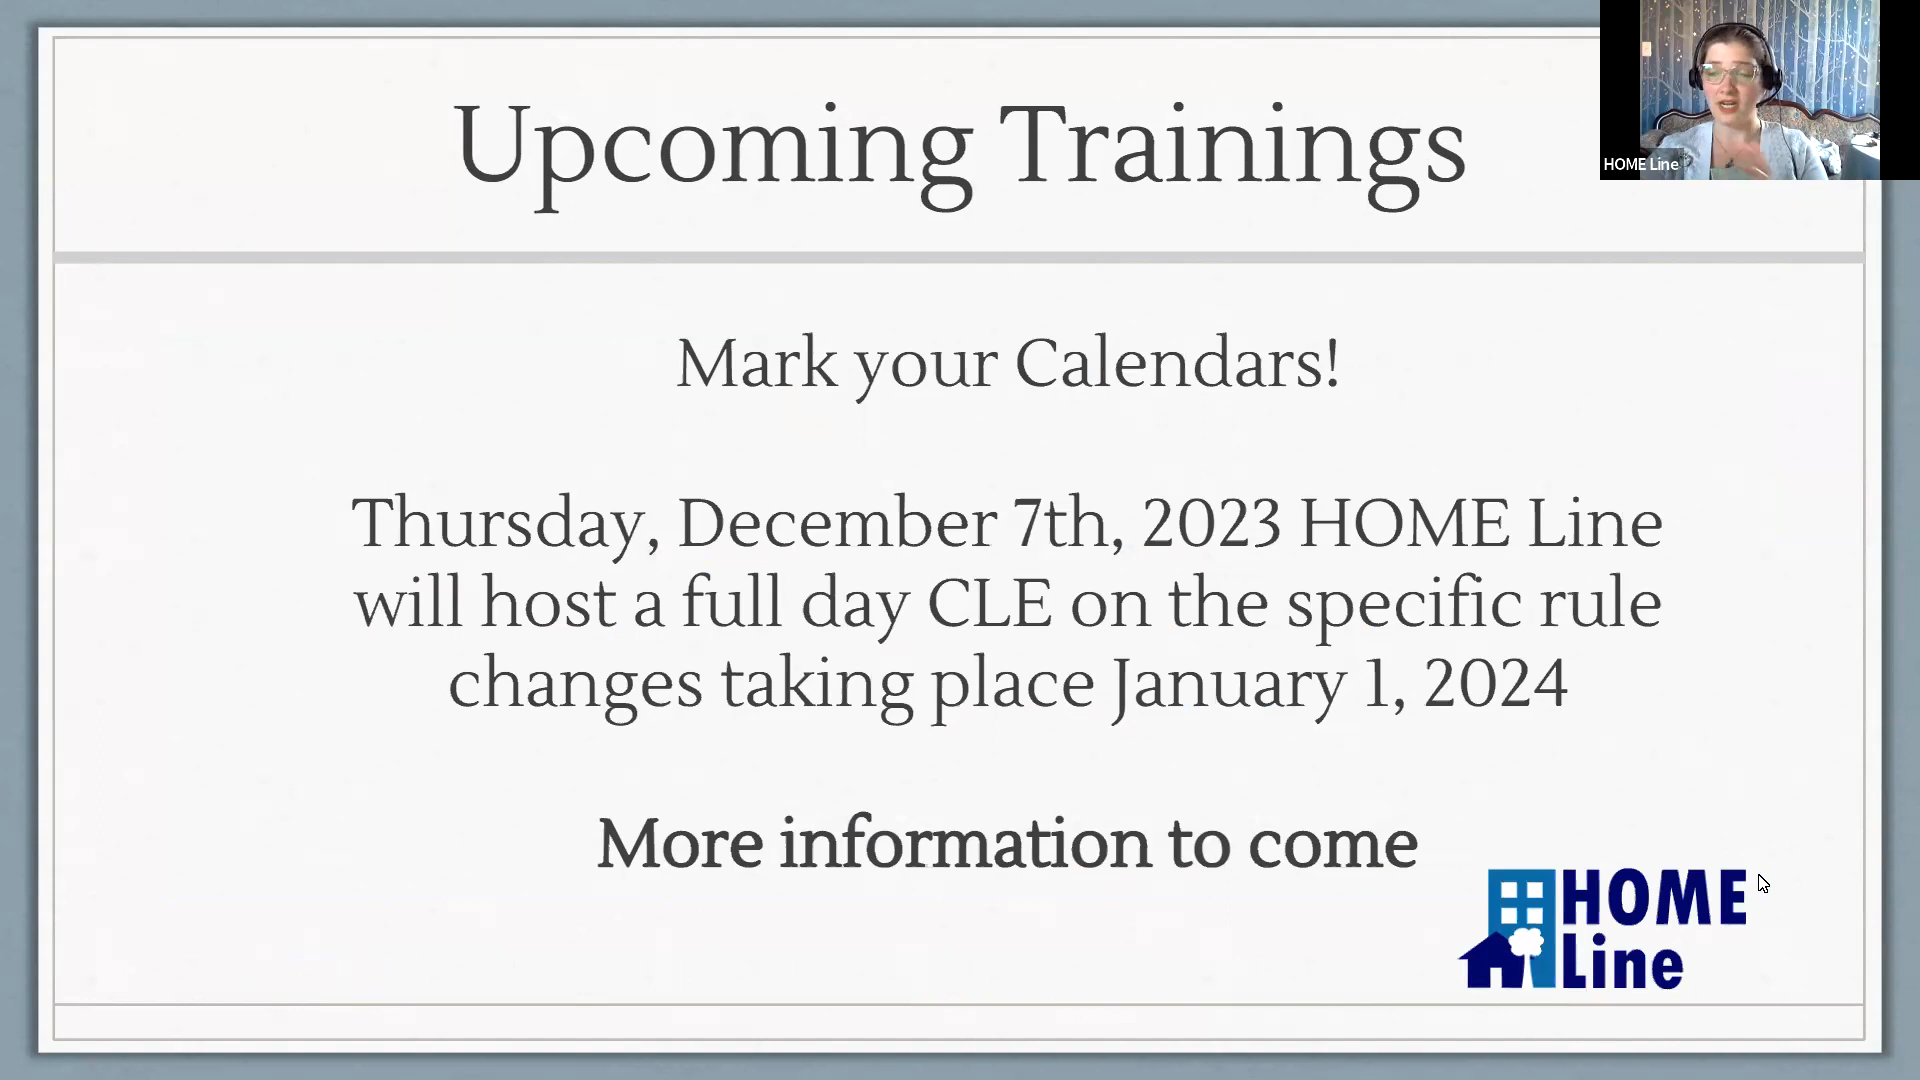 Upcoming Trainings
HOME Line
Mark your Calendars!
Thursday, December 7th, 2023 HOME Line
will host a full day CLE on the specific rule
changes taking place January 1, 2024
More information to come
HOME
Line